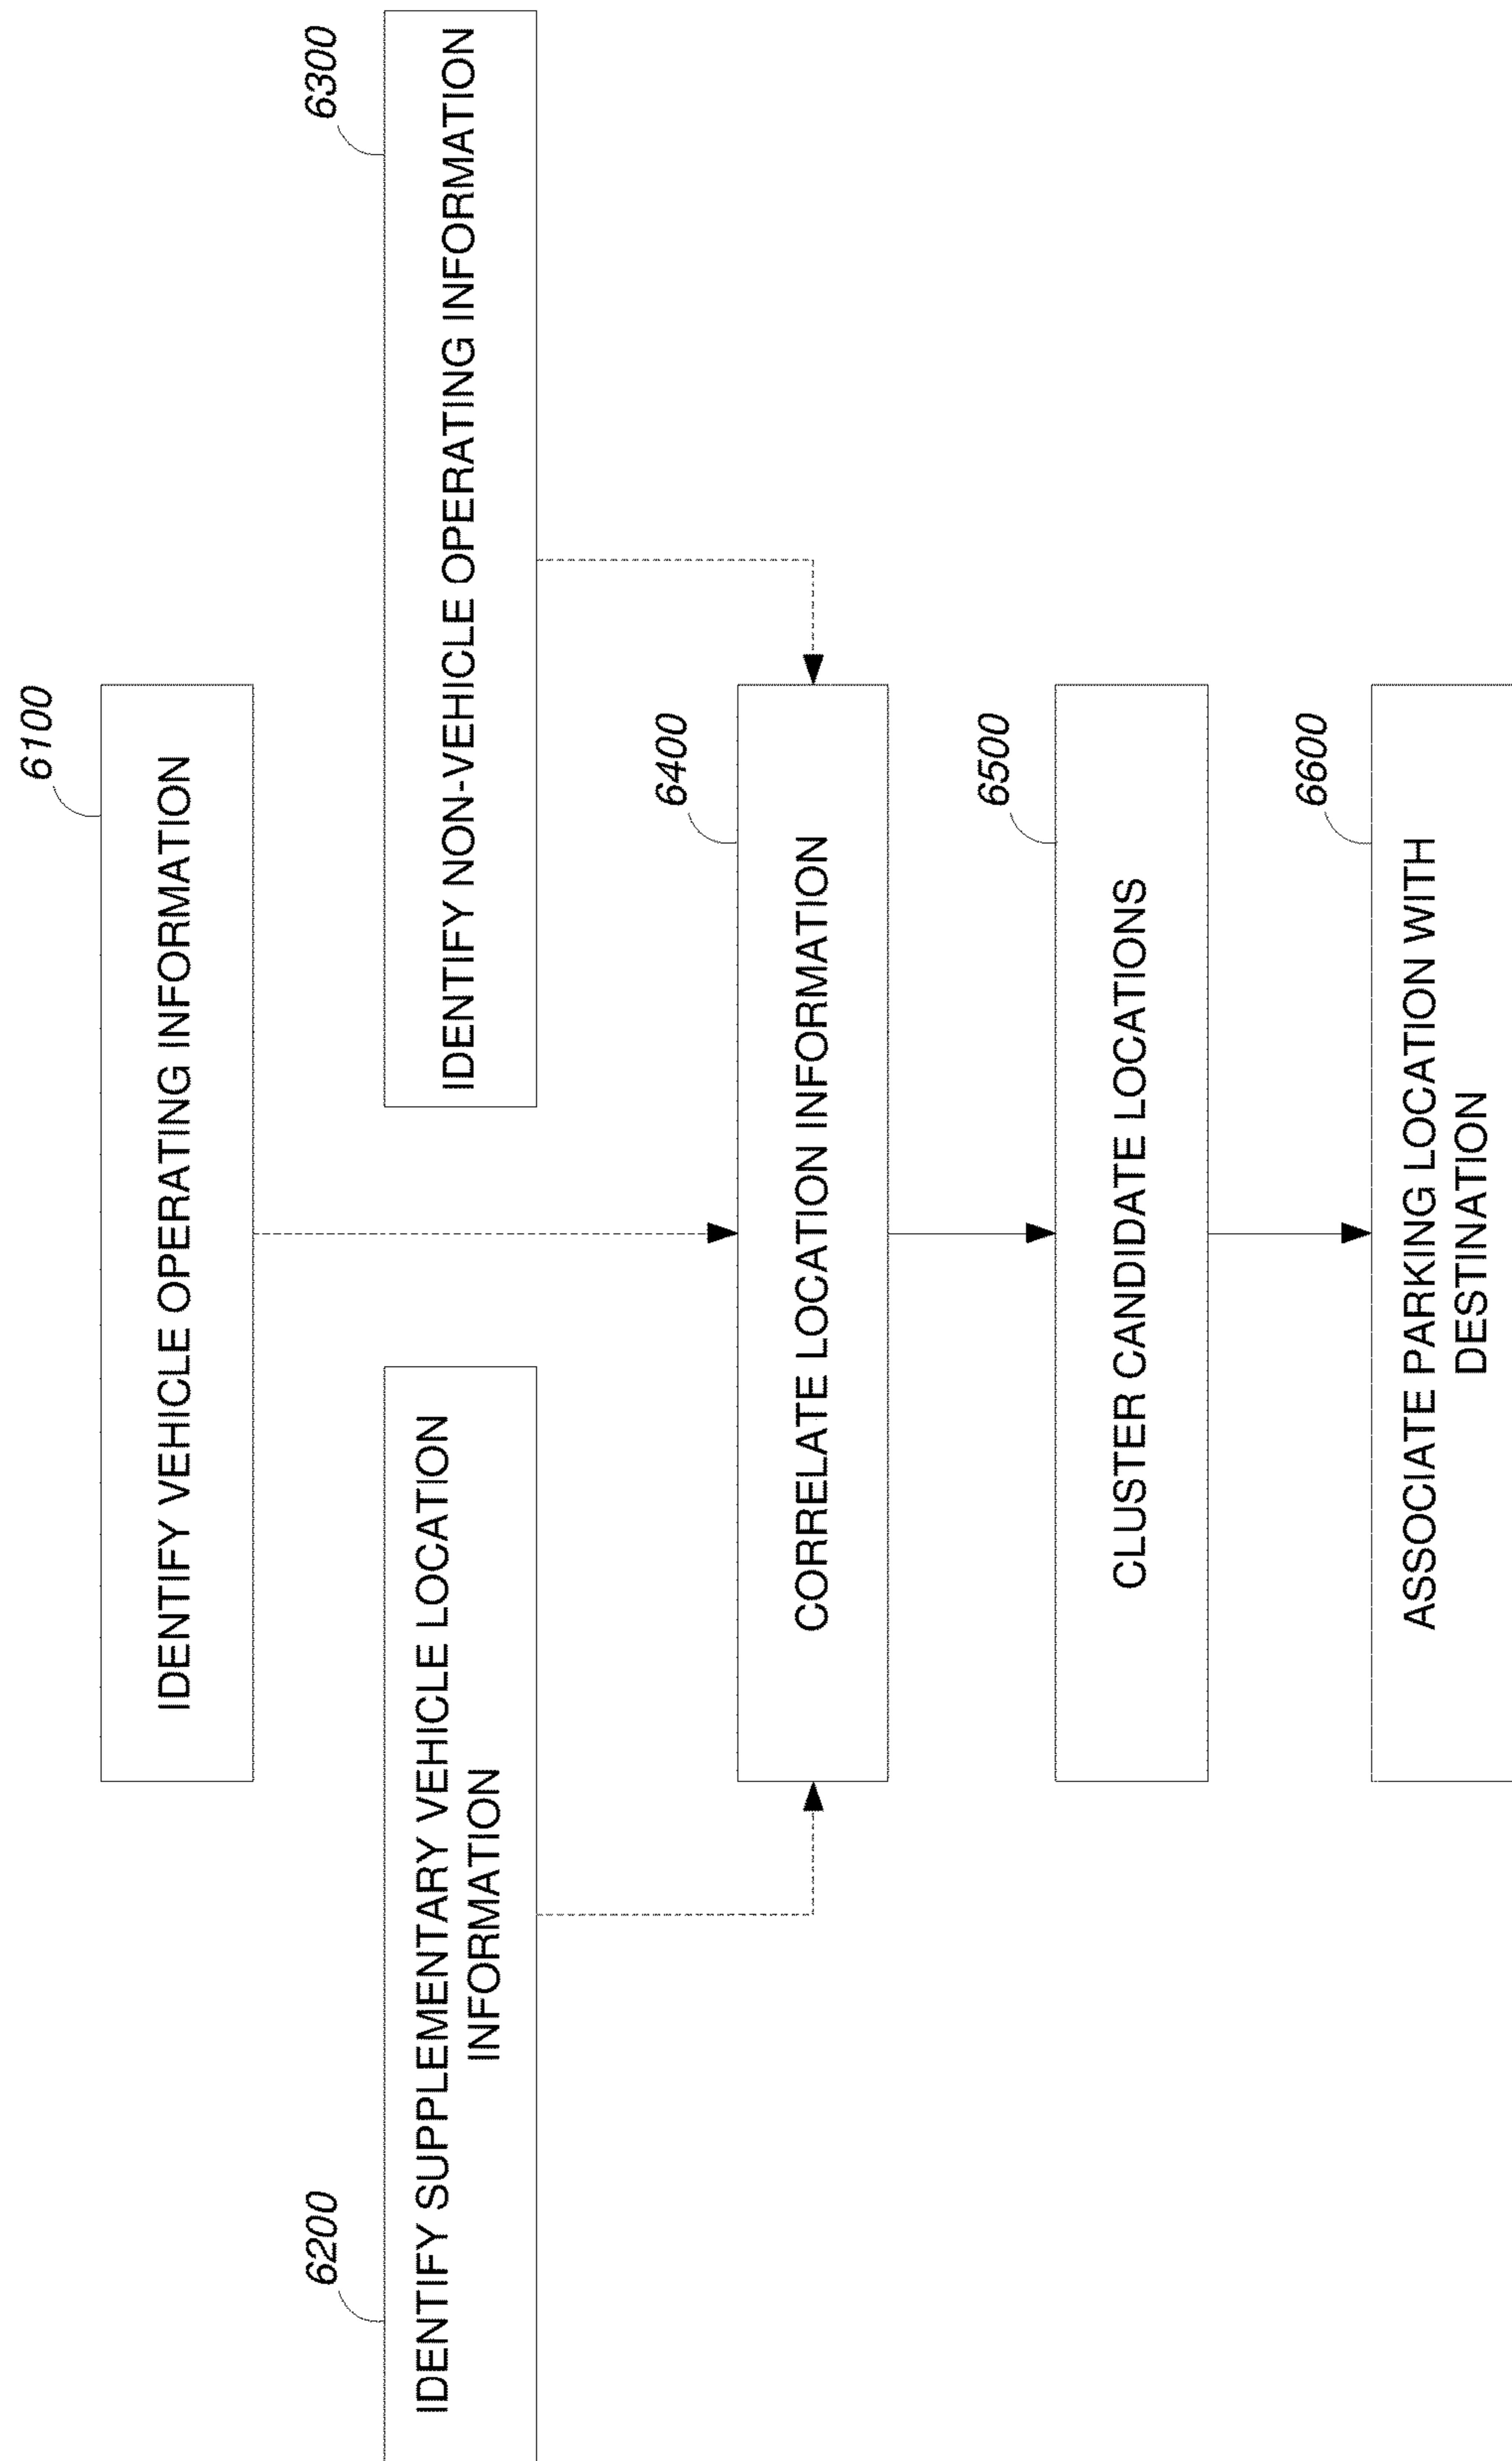 6100
IDENTIFY VEHICLE OPERATING INFORMATION
6200
IDENTIFY SUPPLEMENTARY VEHICLE LOCATION
INFORMATION
6300
IDENTIFY NON-VEHICLE OPERATING INFORMATION
6400
CORRELATE LOCATION INFORMATION
6500
CLUSTER CANDIDATE LOCATIONS
6600
ASSOCIATE PARKING LOCATION WITH
DESTINATION